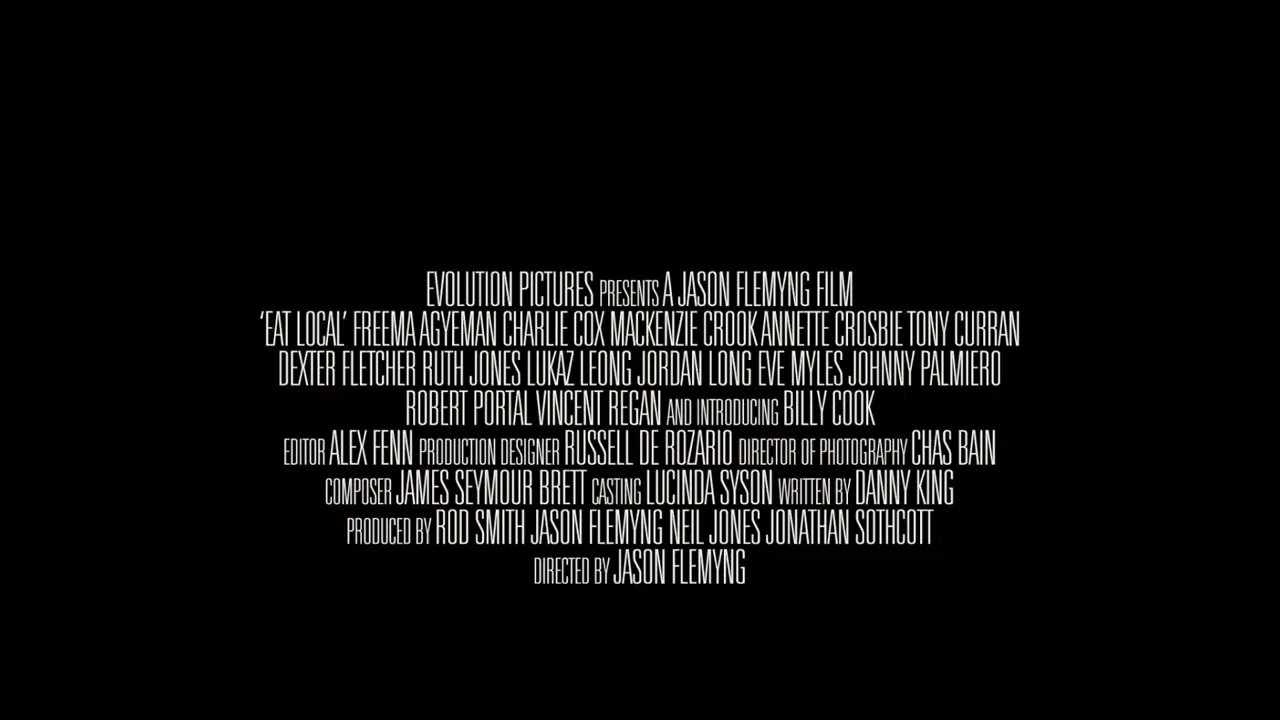 EVOLUTION PICTURES PRESENTS A JASON FLEMYNG FILM
‘EAT LOCAL’ FREEMA AGYEMAN CHARLIE COX MACKENZIE CROOK ANNETTE CROSBIE TONY CURRAN
DEXTER FLETCHER RUTH JONES LUKAZ LEONG JORDAN LONG EVE MYLES JOHNNY PALMIERO
ROBERT PORTAL VINCENT REGAN AND INTRODUCING BILLY COOK
EDITOR ALEX FENN PRODUCTION DESIGNER RUSSELL DE ROZARIO DIRECTOR OF PHOTOGRAPHY CHAS BAIN
COMPOSER JAMES SEYMOUR BRETT CASTING LUCINDA SYSON WRITTEN BY DANNY KING
PRODUCED BY ROD SMITH JASON FLEMYNG NEIL JONES JONATHAN SOTHCOTT
DIRECTED BY JASON FLEMYNG